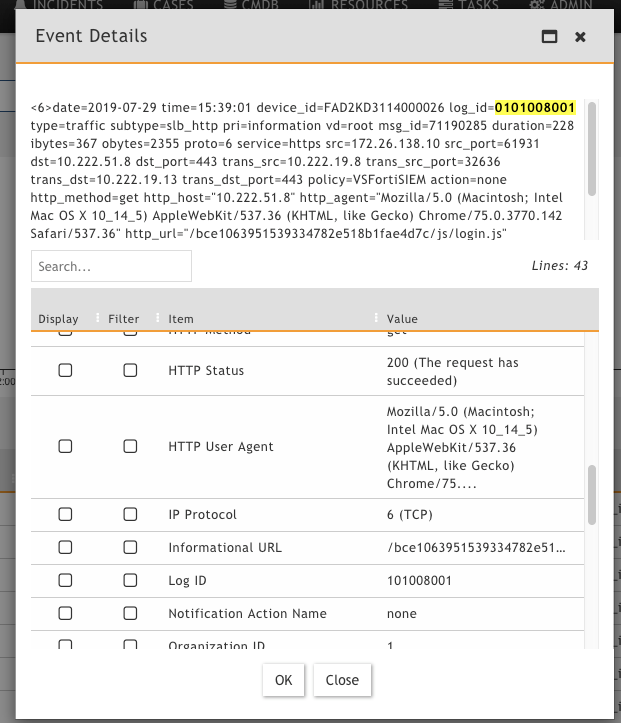 INCIDENTS CASES CMDB RESOURCES TASKS ADMIN
Event Details
<6>date=2019-07-29 time=15:39:01 device_id=FAD2KD3114000026 log_id=0101008001
type=traffic subtype=slb_http pri=information vd=root msg_id=71190285 duration=228
ibytes=367 obytes=2355 proto=6 service=https src=172.26.138.10 src_port=61931
dst=10.222.51.8 dst_port=443 trans_src=10.222.19.8 trans_src_port=32636
trans_dst=10.222.19.13 trans_dst_port=443 policy=VSFortiSIEM action=none
http_method=get http_host="10.222.51.8" http_agent="Mozilla/5.0 (Macintosh; Intel
Mac OS X 10_14_5) AppleWebKit/537.36 (KHTML, like Gecko) Chrome/75.0.3770.142
Safari/537.36" http_url="/bce1063951539334782e518b1fae4d7c/js/login.js"
Search...
Lines: 43
Display Filter Item Value
HTTP Method get
HTTP Status
200 (The request has
succeeded)
HTTP User Agent
Mozilla/5.0 (Macintosh;
Intel Mac OS X 10_14_5)
AppleWebKit/537.36
(KHTML, like Gecko)
Chrome/75....
IP Protocol 6 (TCP)
Informational URL /bce1063951539334782e51...
Log ID 101008001
Notification Action Name none
Organization ID 1
OK Close